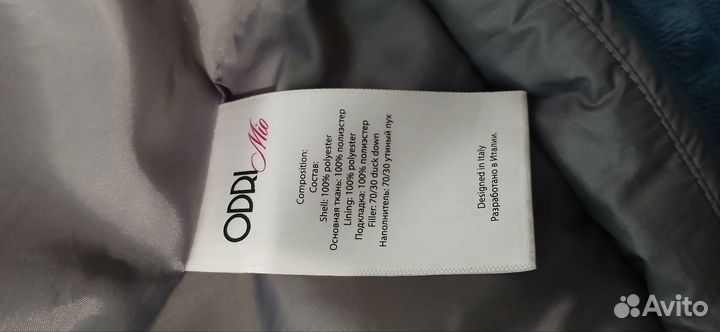 ODRI Mio
Composition:
Состав:
Shell: 100% polyester
Основная ткань: 100% полиэстер
Lining: 100% polyester
Подкладка: 100% полиэстер
Filler: 70/30 duck down
Наполнитель: 70/30 утиный пух
Designed in Italy
Разработано в Италии.
Avito